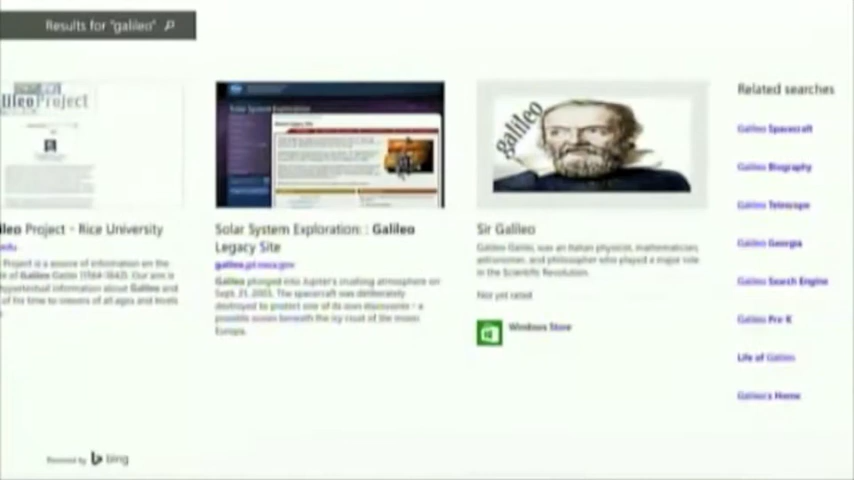 Results for "galileo"
lileo Project
ileo Project - Rice University
Project is a source of information on the
of Galileo Galilei (1564-1642). Our aim is
hypertextual information about Galileo and
of his time to viewers of all ages and levels
Solar System Exploration
Solar System Exploration: : Galileo
Legacy Site
galileo.jpl.nasa.gov
Galileo plunged into Jupiter's crushing atmosphere on
Sept. 21, 2003. The spacecraft was deliberately
destroyed to protect one of its own discoveries - a
possible ocean beneath the icy crust of the moon
Europa.
galileo
Sir Galileo
Galileo Galilei, was an Italian physicist, mathematician,
astronomer, and philosopher who played a major role
in the Scientific Revolution.
Not yet rated
Windows Store
Related searches
Galileo Spacecraft
Galileo Biography
Galileo Telescope
Galileo Georgia
Galileo Search Engine
Galileo Pre K
Life of Galileo
Galileo's Home
Powered by bing